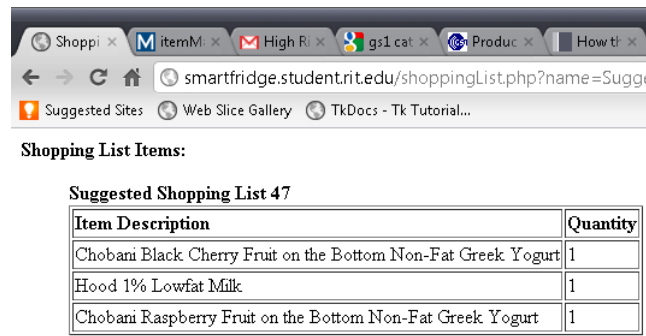 Shoppi
itemM
High Ri
gs1 cat
Produc
How th
smartfridge.student.rit.edu/shoppingList.php?name=Sugg
Suggested Sites Web Slice Gallery TkDocs - Tk Tutorial...
Shopping List Items:
Suggested Shopping List 47
Item Description Quantity
Chobani Black Cherry Fruit on the Bottom Non-Fat Greek Yogurt 1
Hood 1% Lowfat Milk 1
Chobani Raspberry Fruit on the Bottom Non-Fat Greek Yogurt 1